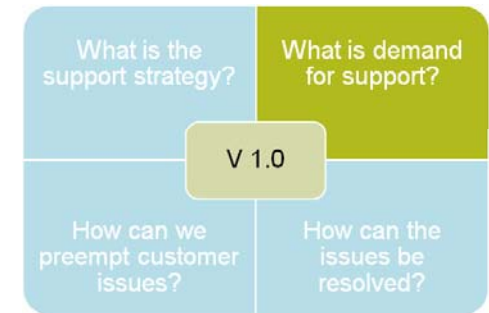 What is the
support strategy?
What is demand
for support?
V 1.0
How can we
preempt customer
issues?
How can the
issues be
resolved?